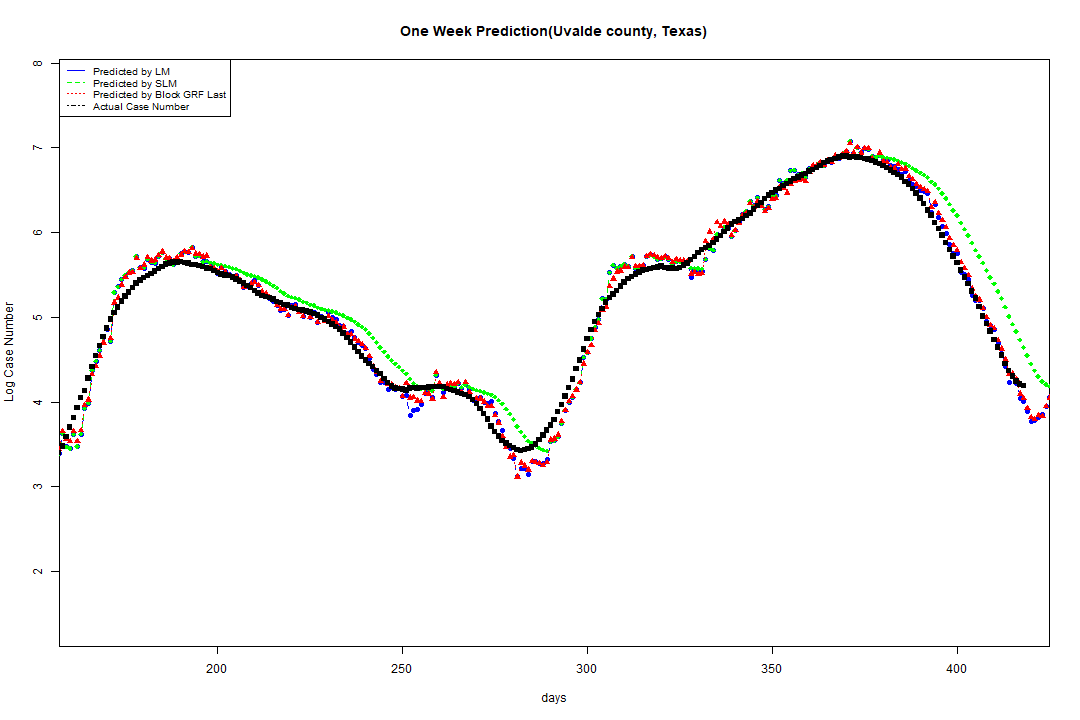 One Week Prediction(Uvalde county, Texas)
Predicted by LM
Predicted by SLM
Predicted by Block GRF Last
Actual Case Number
8
7
6
5
4
3
2
Log Case Number
200 250 300 350 400
days